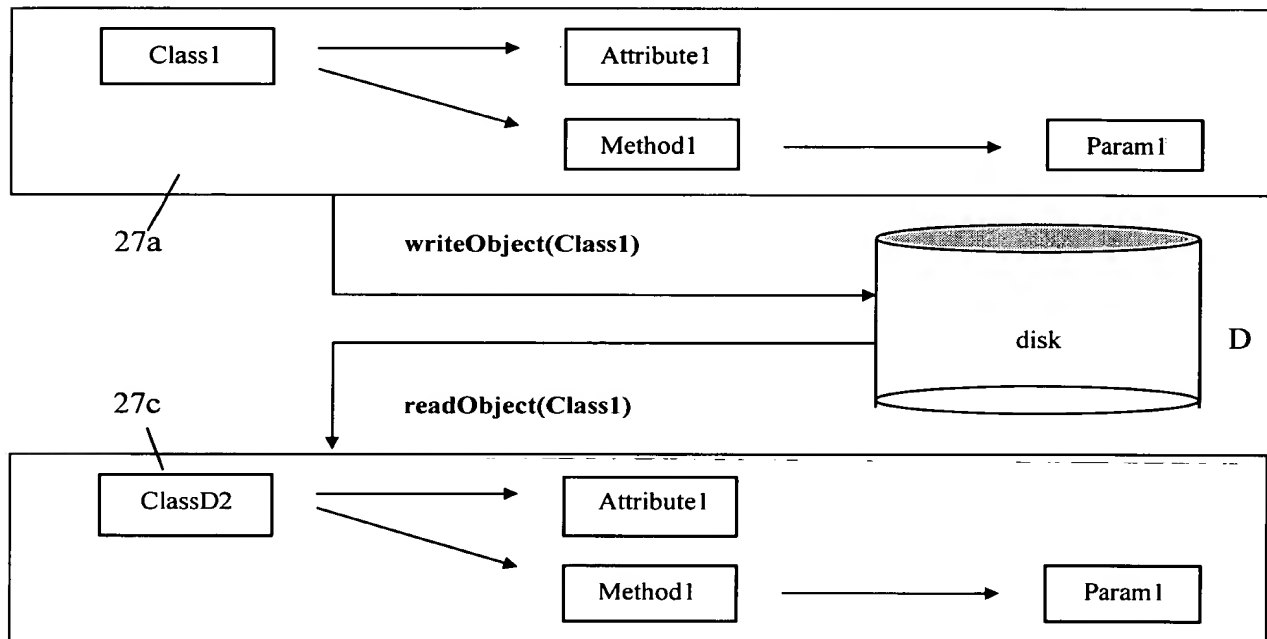 Class1
Attribute1
Method1
Param1
27a
writeObject(Class1)
disk
D
27c
readObject(Class1)
ClassD2
Attribute1
Method1
Param1